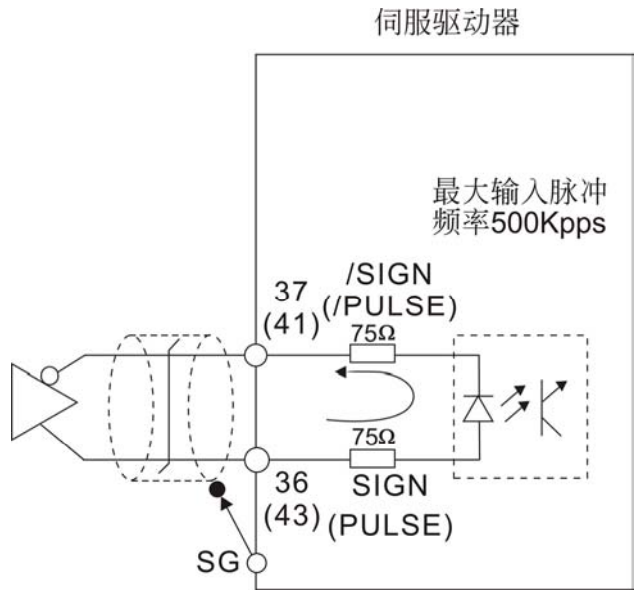 伺服驱动器
最大输入脉冲
频率500Kpps
/SIGN
37
(/PULSE)
(41)
75Ω
75Ω
36
SIGN
(43)
(PULSE)
SG